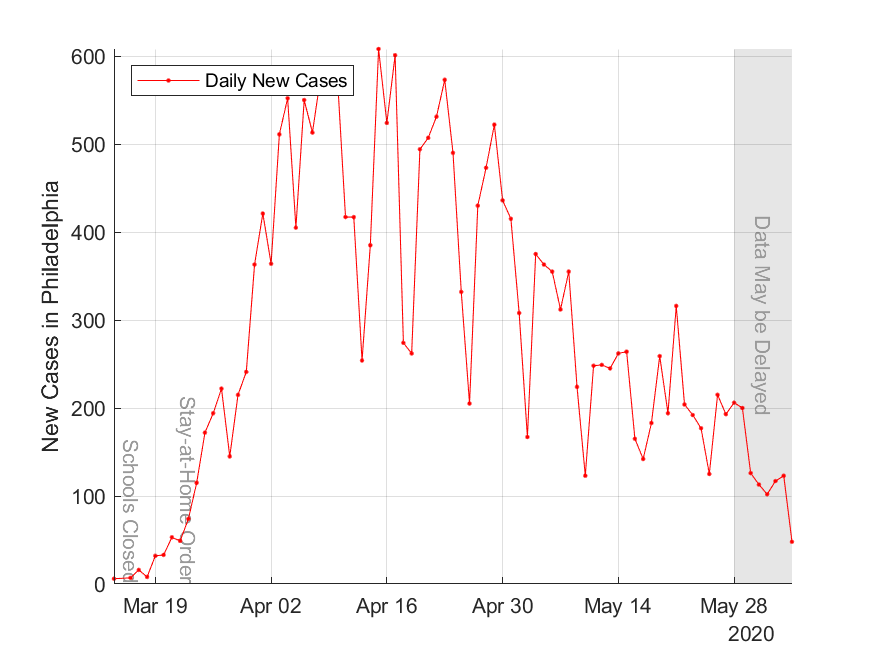 Daily New Cases
New Cases in Philadelphia
600
500
400
300
200
100
0
Schools Closed
Stay-at-Home Order
Data May be Delayed
Mar 19
Apr 02
Apr 16
Apr 30
May 14
May 28
2020